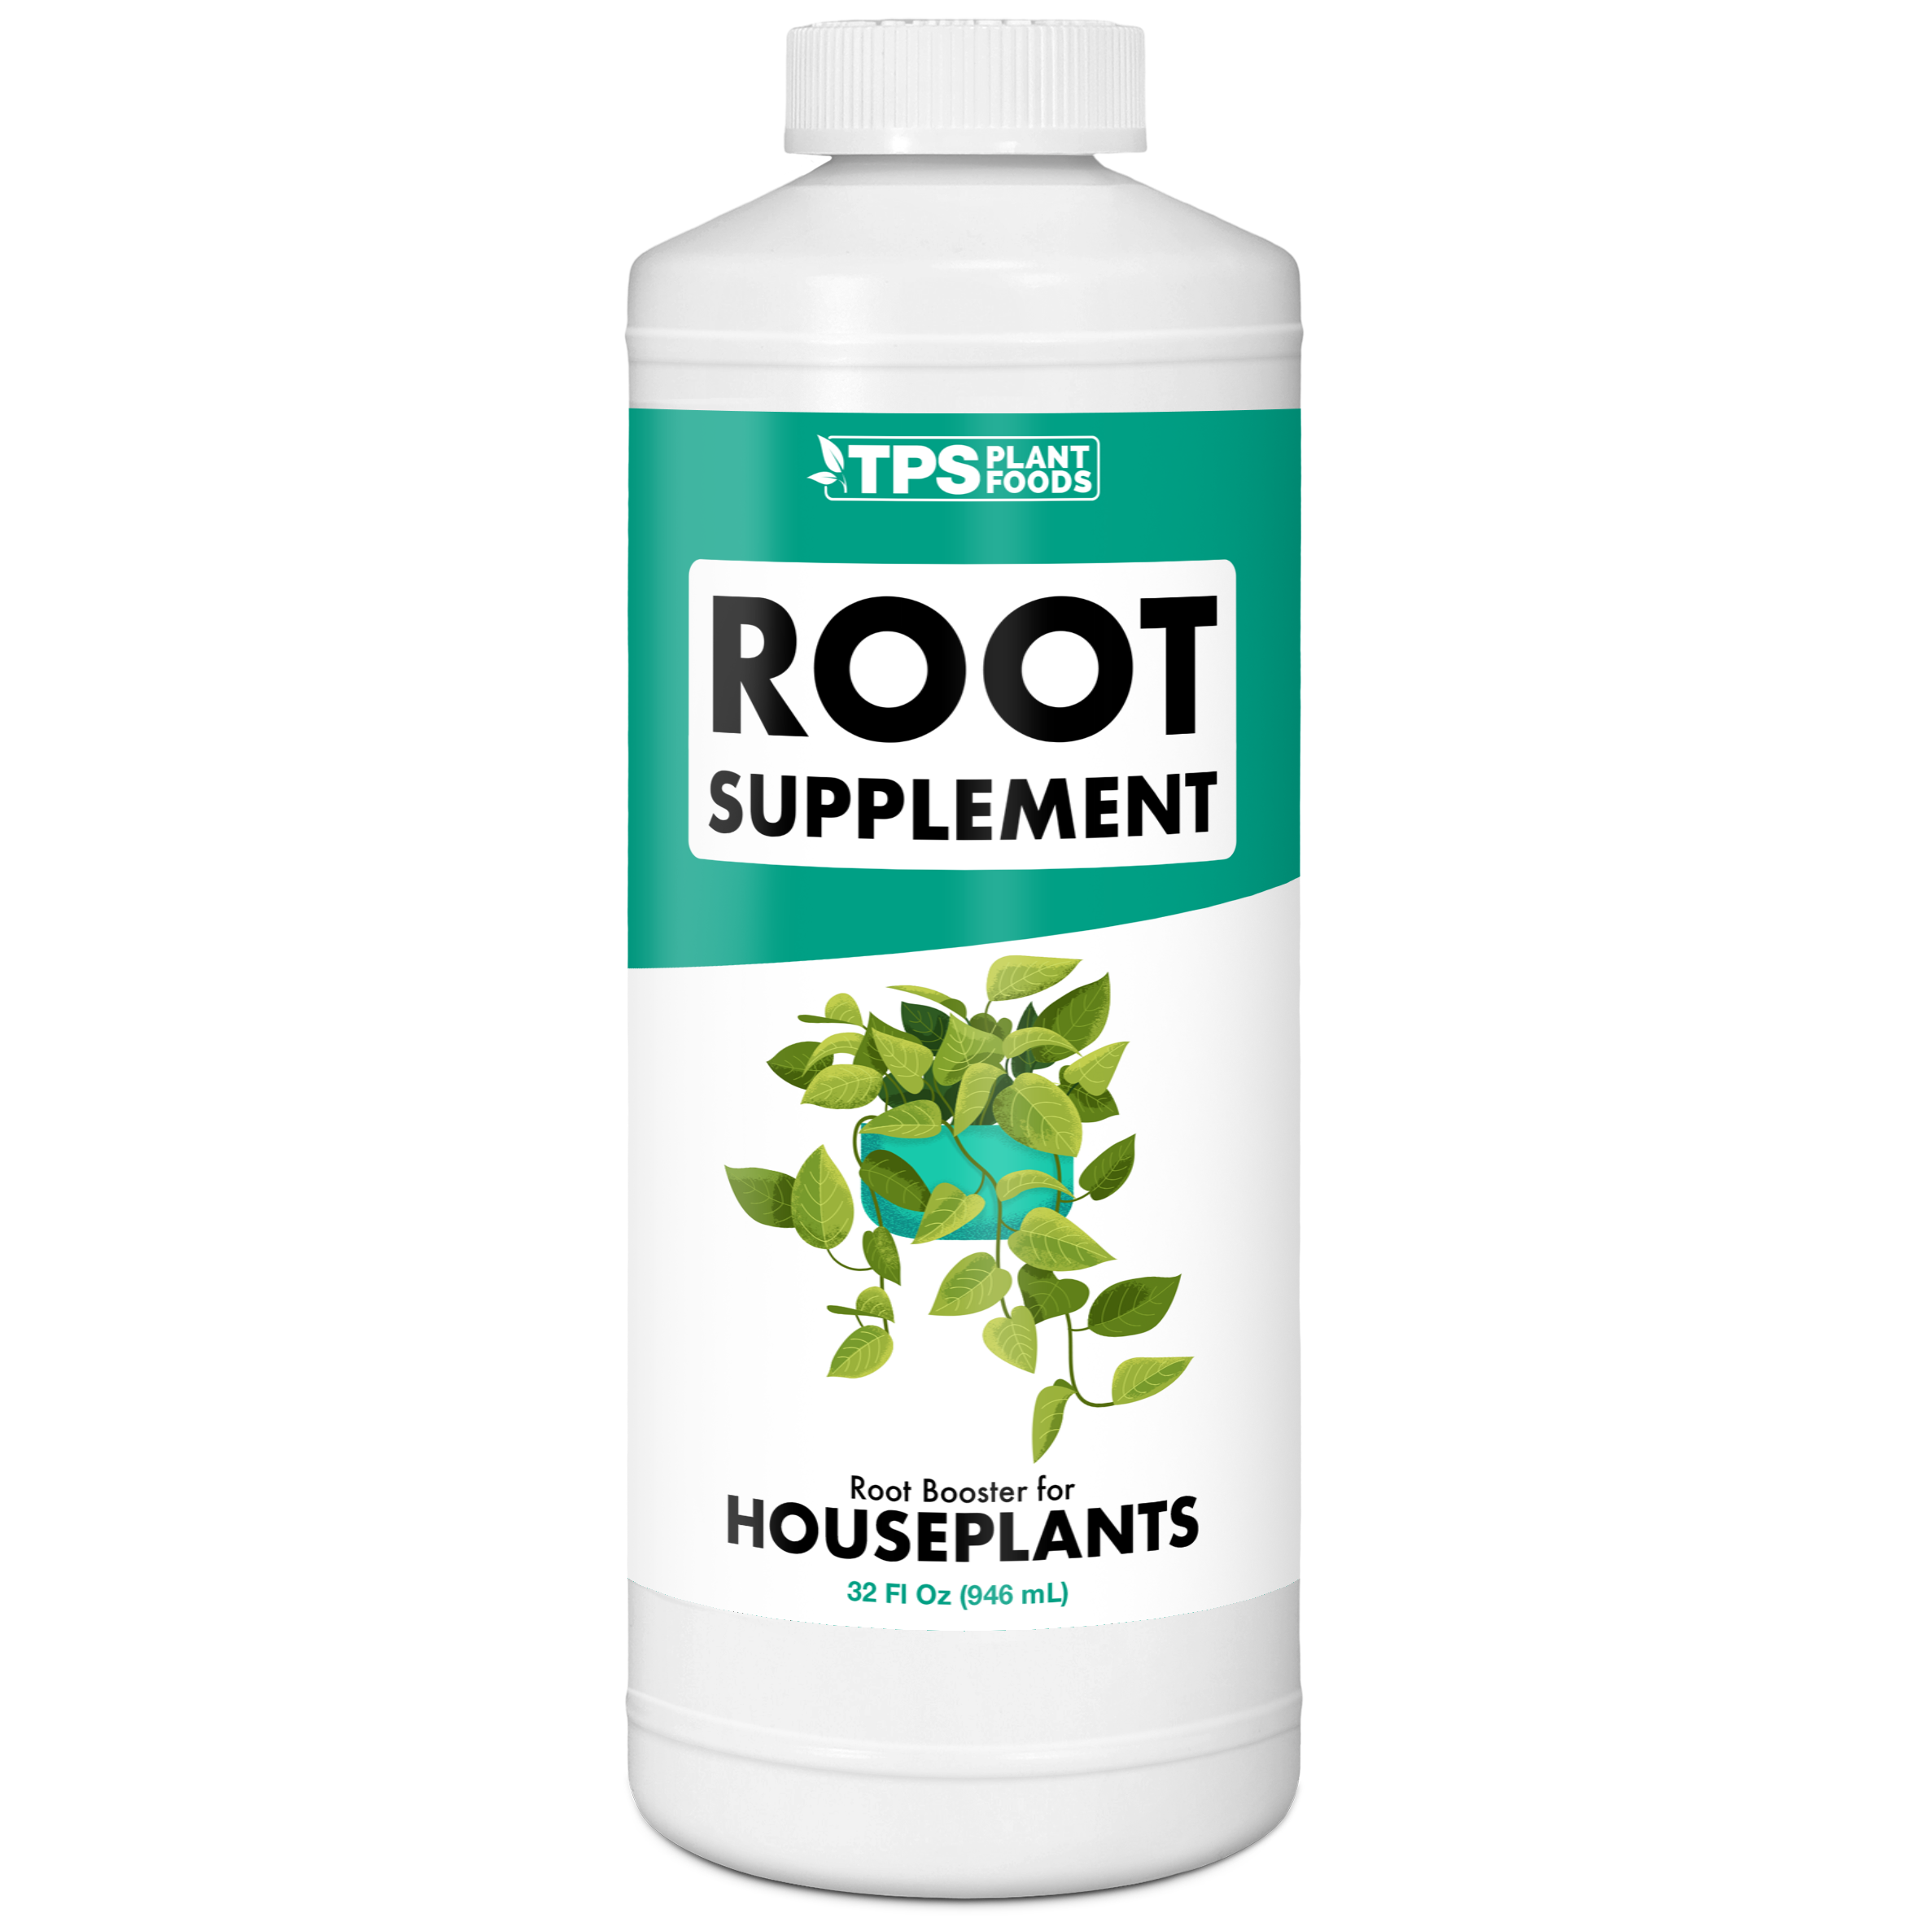 TPS PLANT FOODS
ROOT
SUPPLEMENT
Root Booster for
HOUSEPLANTS
32 Fl Oz (946 mL)